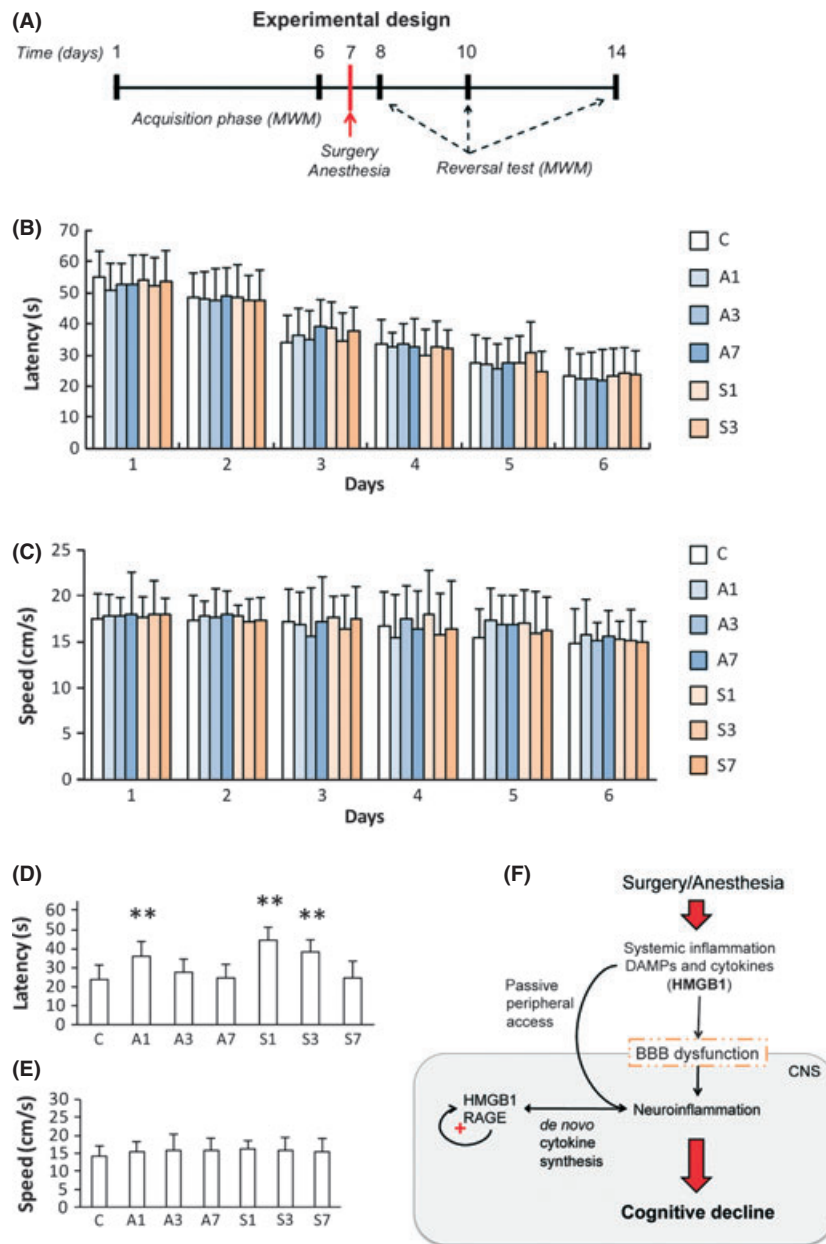 (A)
Experimental design
Time (days) 1 6 7 8 10 14
Acquisition phase (MWM)
Surgery
Anesthesia
Reversal test (MWM)
(B)
70
60
50
40
30
20
10
0
Latency (s)
1 2 3 4 5 6
Days
C
A1
A3
A7
S1
S3
(C)
25
20
15
10
5
0
Speed (cm/s)
1 2 3 4 5 6
Days
C
A1
A3
A7
S1
S3
S7
(D)
60
50
40
30
20
10
0
Latency (s)
** ** **
C A1 A3 A7 S1 S3 S7
(E)
30
25
20
15
10
5
0
Speed (cm/s)
C A1 A3 A7 S1 S3 S7
(F)
Surgery/Anesthesia
Systemic inflammation
DAMPs and cytokines
(HMGB1)
Passive
peripheral
access
BBB dysfunction
CNS
HMGB1
RAGE
+
de novo
cytokine
synthesis
Neuroinflammation
Cognitive decline